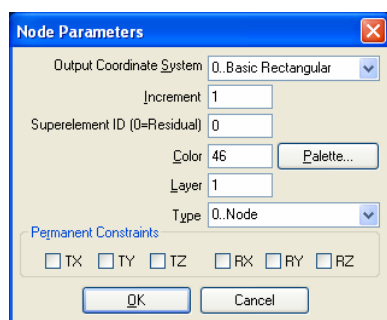 Node Parameters
Output Coordinate System 0..Basic Rectangular
Increment 1
Superelement ID (0=Residual) 0
Color 46 Palette...
Layer 1
Type 0..Node
Permanent Constraints
TX TY TZ RX RY RZ
OK Cancel